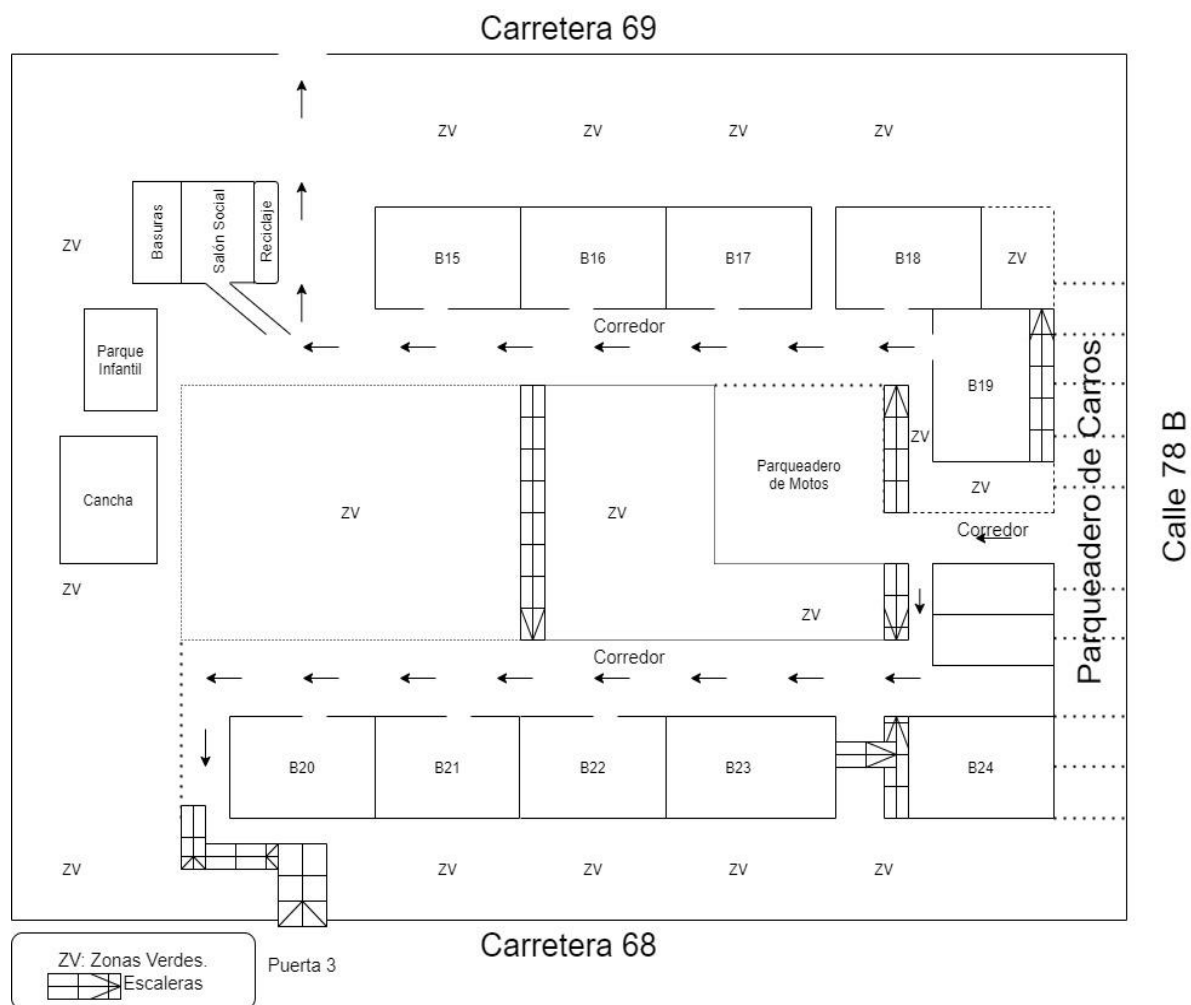 Carretera 69
ZV
ZV
ZV
ZV
Basuras
Salón Social
Reciclaje
ZV
B15
B16
B17
B18
ZV
Corredor
Parque
Infantil
B19
Parqueadero de Carros
Calle 78 B
ZV
Parqueadero
de Motos
Cancha
ZV
ZV
ZV
Corredor
ZV
ZV
Corredor
B20
B21
B22
B23
B24
ZV
ZV
ZV
ZV
ZV
Carretera 68
ZV: Zonas Verdes.
Escaleras
Puerta 3